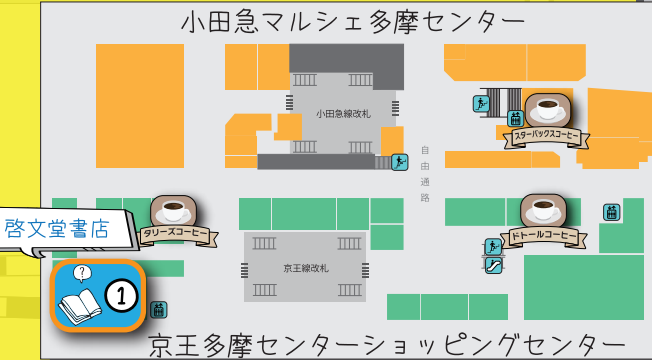 小田急マルシェ多摩センター
小田急線改札
スターバックスコーヒー
自由通路
啓文堂書店
タリーズコーヒー
ドトールコーヒー
京王線改札
?
1
京王多摩センターショッピングセンター